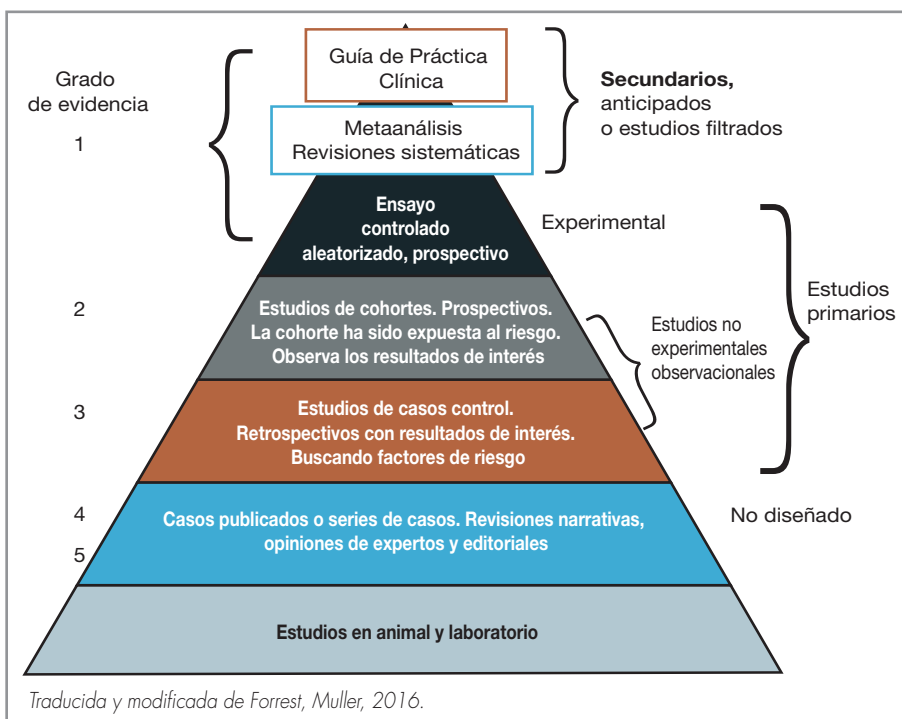 Guía de Práctica
Clínica
Grado
de evidencia
1
Secundarios,
anticipados
o estudios filtrados
Metaanálisis
Revisiones sistemáticas
Ensayo
controlado
aleatorizado, prospectivo
Experimental
2
Estudios de cohortes. Prospectivos.
La cohorte ha sido expuesta al riesgo.
Observa los resultados de interés
Estudios no
experimentales
observacionales
Estudios
primarios
3
Estudios de casos control.
Retrospectivos con resultados de interés.
Buscando factores de riesgo
4
5
Casos publicados o series de casos. Revisiones narrativas,
opiniones de expertos y editoriales
No diseñado
Estudios en animal y laboratorio
Traducida y modificada de Forrest, Muller, 2016.